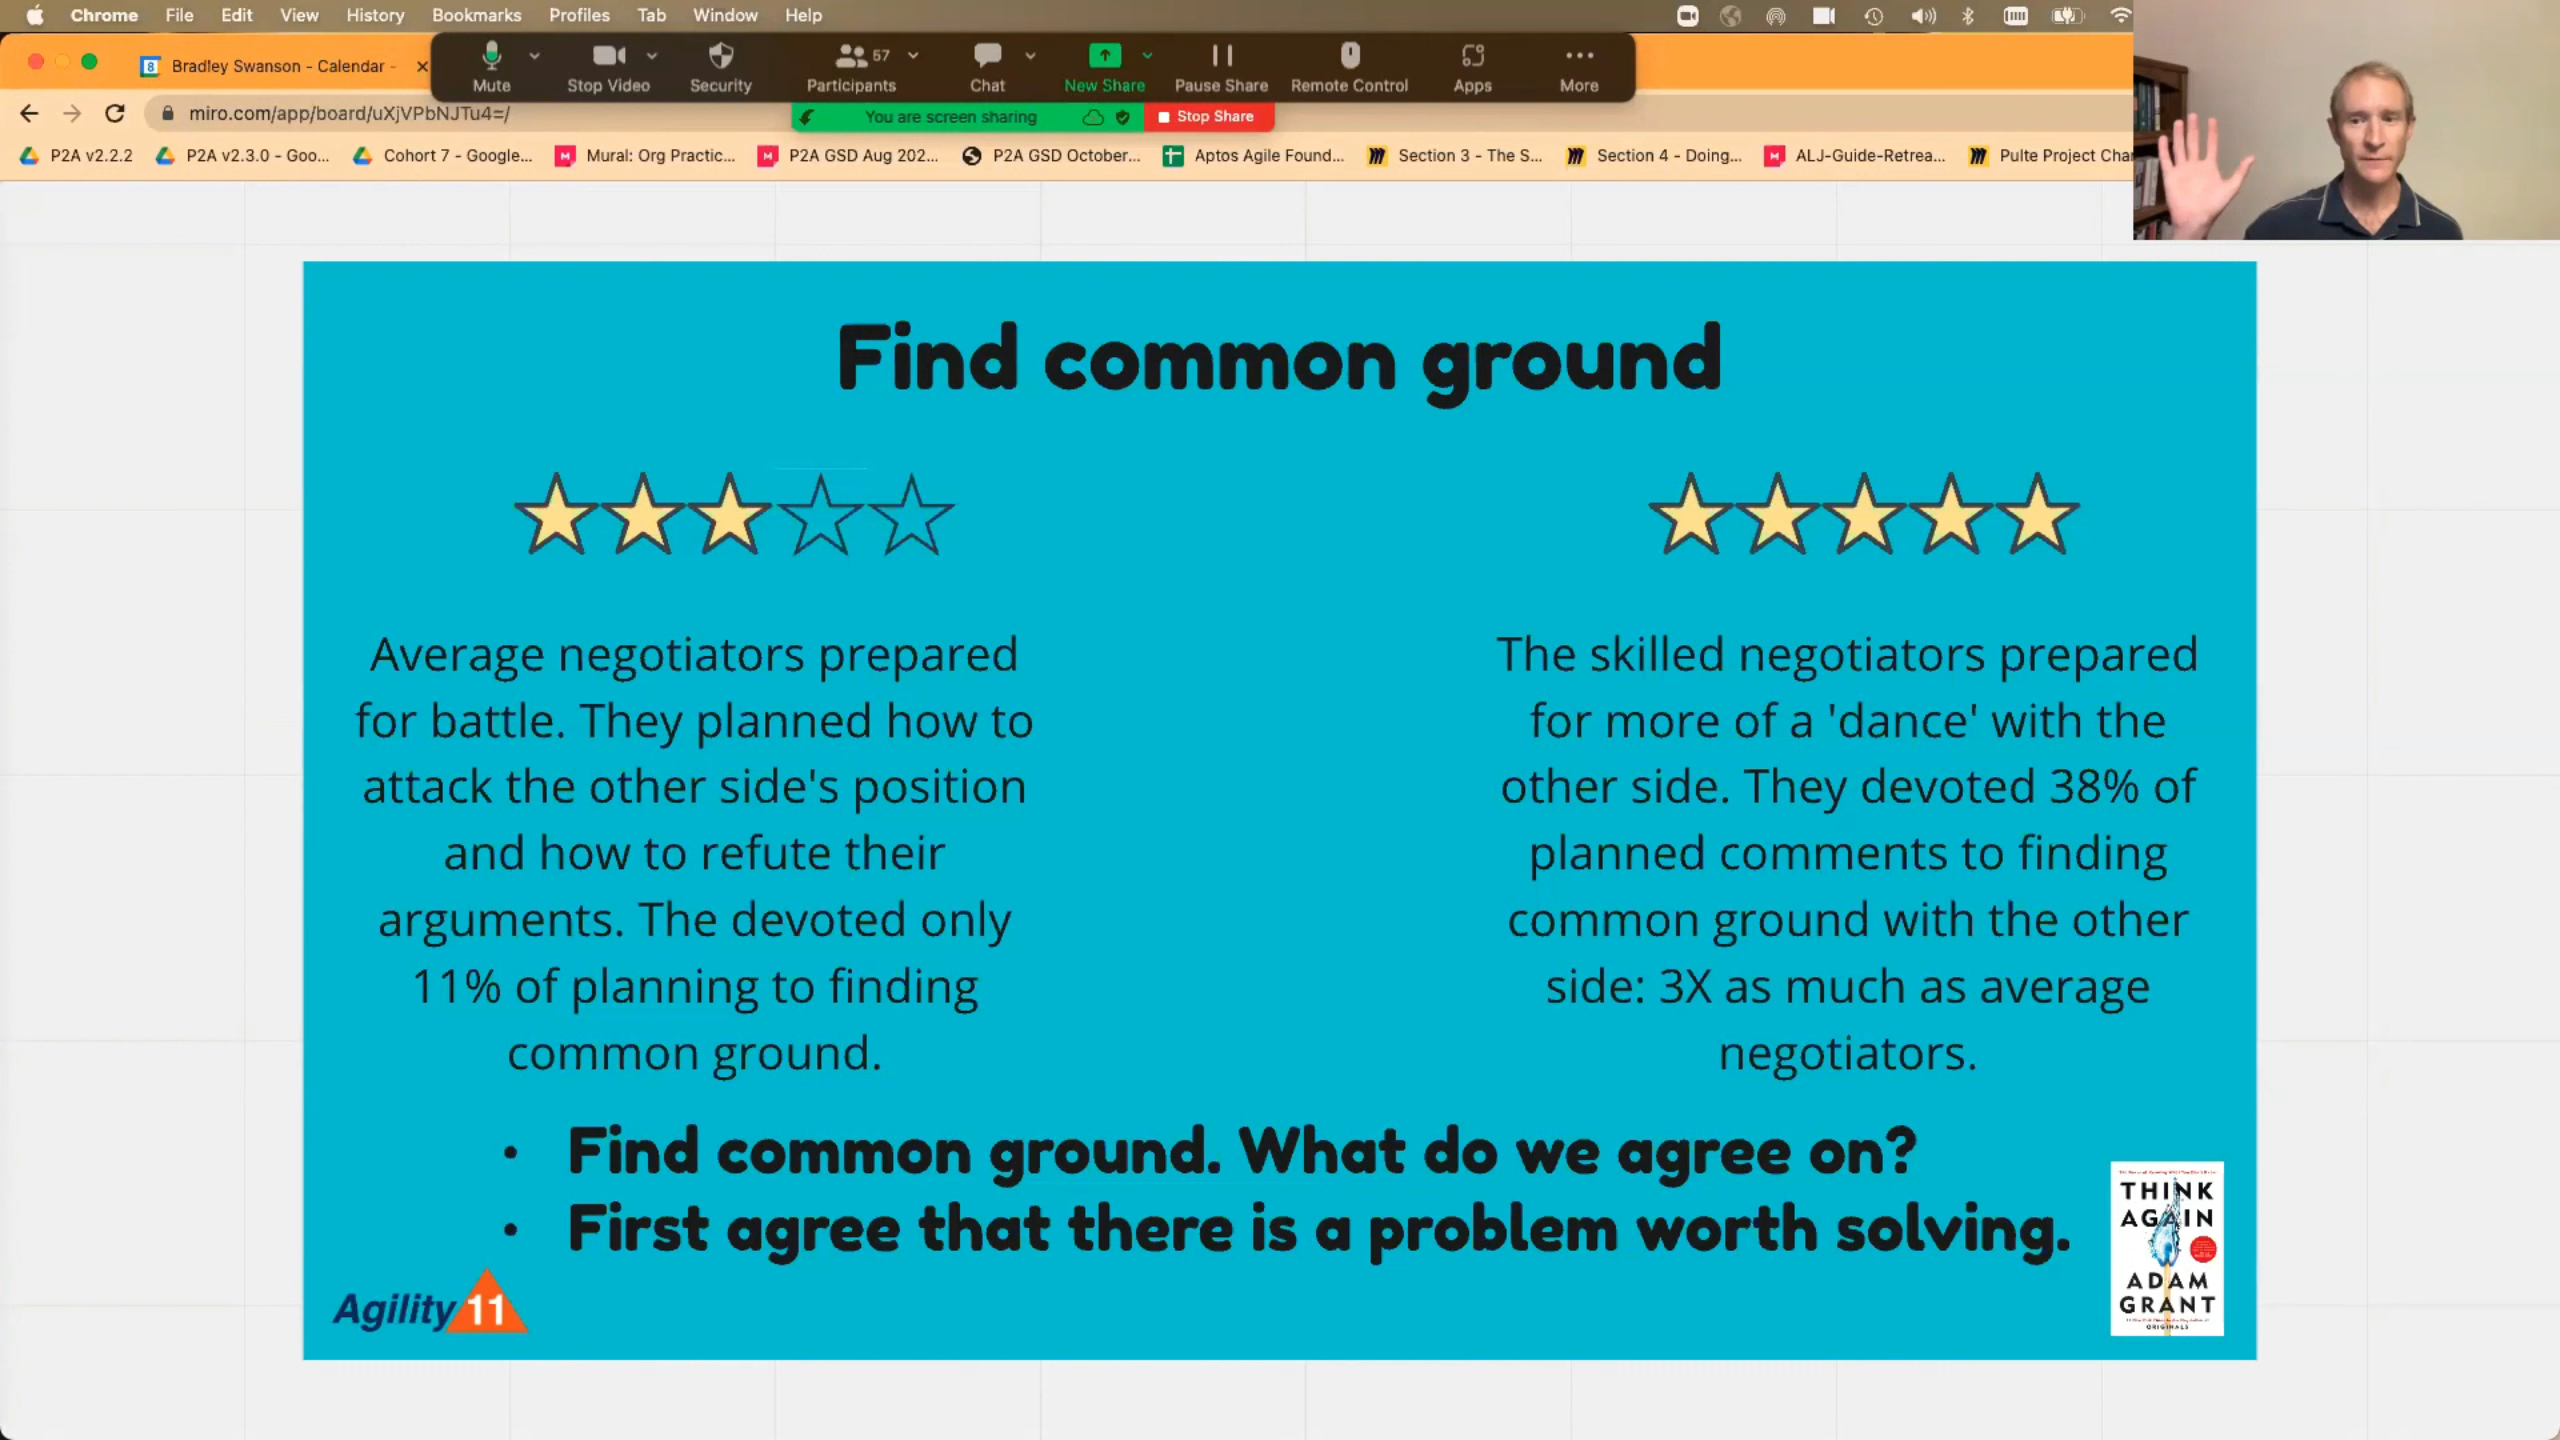 Chrome File Edit View History Bookmarks Profiles Tab Window Help
8 Bradley Swanson - Calendar -
Mute Stop Video Security Participants 57 Chat New Share Pause Share Remote Control Apps More
miro.com/app/board/uXjVPbNJTu4=/
You are screen sharing Stop Share
P2A v2.2.2 P2A v2.3.0 - Goo... Cohort 7 - Google... Mural: Org Practic... P2A GSD Aug 202... P2A GSD October... Aptos Agile Found... Section 3 - The S... Section 4 - Doing... ALJ-Guide-Retrea... Pulte Project Cha
Find common ground
Average negotiators prepared
for battle. They planned how to
attack the other side's position
and how to refute their
arguments. The devoted only
11% of planning to finding
common ground.
The skilled negotiators prepared
for more of a 'dance' with the
other side. They devoted 38% of
planned comments to finding
common ground with the other
side: 3X as much as average
negotiators.
• Find common ground. What do we agree on?
• First agree that there is a problem worth solving.
Agility 11
THINK
AGAIN
ADAM
GRANT
ORIGINALS